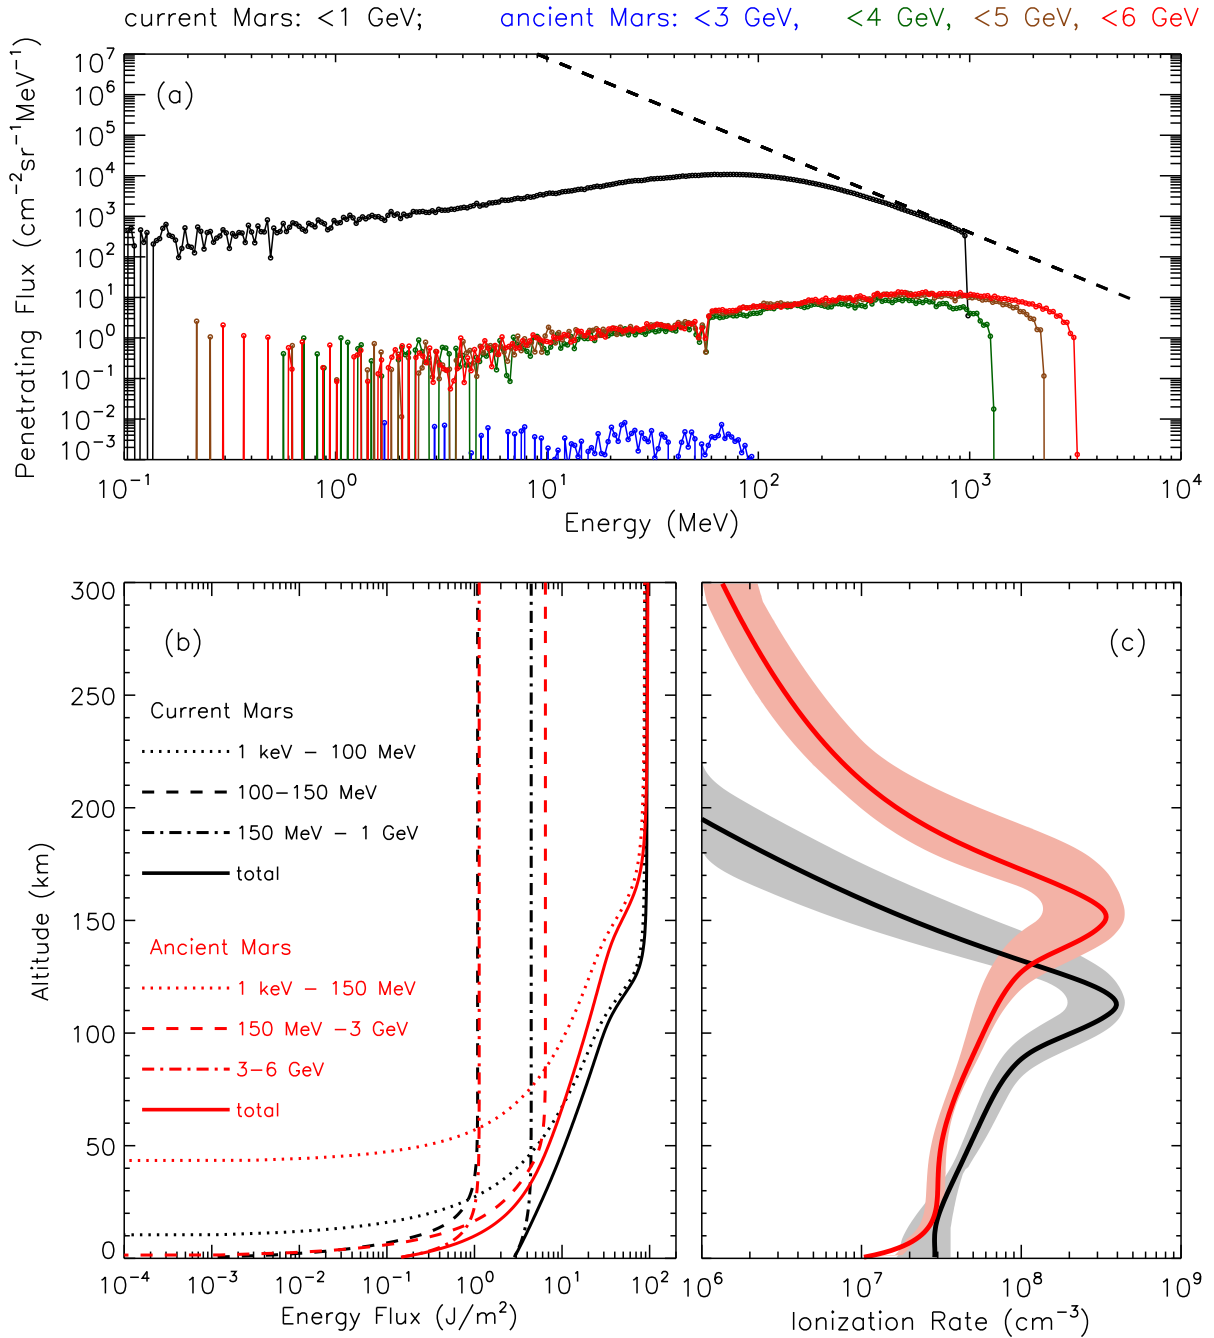 current Mars: <1 GeV; ancient Mars: <3 GeV, <4 GeV, <5 GeV, <6 GeV
Penetrating Flux (cm⁻²sr⁻¹MeV⁻¹)
10⁷
10⁶
10⁵
10⁴
10³
10²
10¹
10⁰
10⁻¹
10⁻²
10⁻³
(a)
10⁻¹ 10⁰ 10¹ 10² 10³ 10⁴
Energy (MeV)
Altitude (km)
300
250
200
150
100
50
0
(b)
Current Mars
1 keV − 100 MeV
100−150 MeV
150 MeV − 1 GeV
total
Ancient Mars
1 keV − 150 MeV
150 MeV −3 GeV
3−6 GeV
total
10⁻⁴ 10⁻³ 10⁻² 10⁻¹ 10⁰ 10¹ 10²
Energy Flux (J/m²)
(c)
10⁶ 10⁷ 10⁸ 10⁹
Ionization Rate (cm⁻³)